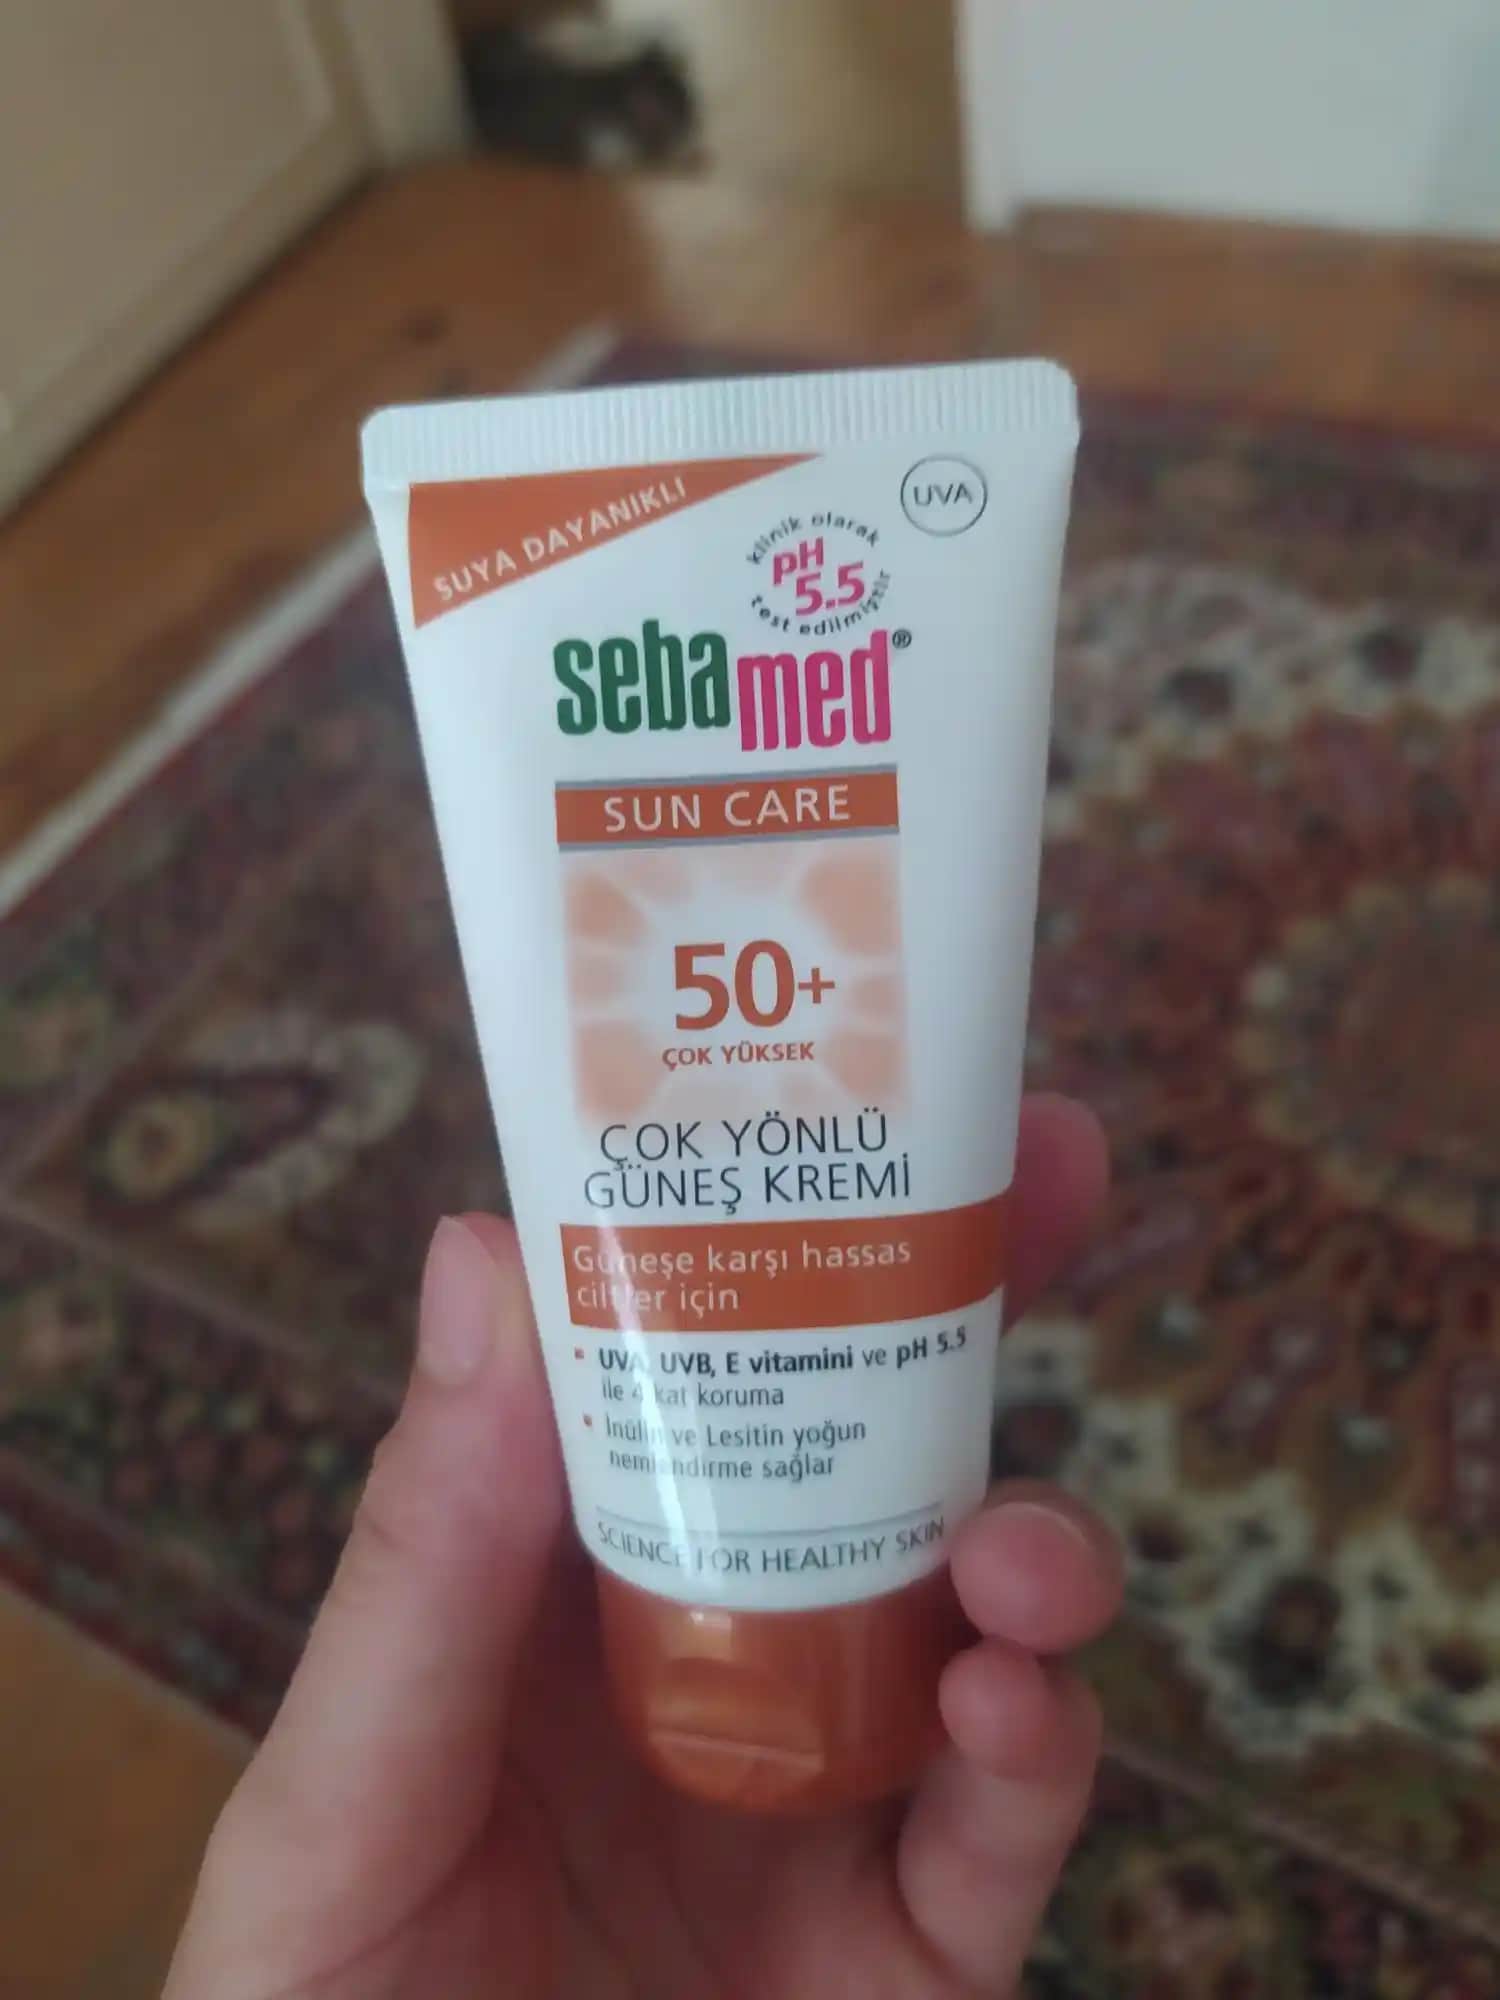 SUYA DAYANIKLI
UVA
klinik olarak
pH
5.5
test edilmiştir
sebamed®
SUN CARE
50+
ÇOK YÜKSEK
ÇOK YÖNLÜ
GÜNEŞ KREMİ
Güneşe karşı hassas
ciltler için
UVA, UVB, E vitamini ve pH 5.5
ile 4 kat koruma
İnülin ve Lesitin yoğun
nemlendirme sağlar
SCIENCE FOR HEALTHY SKIN